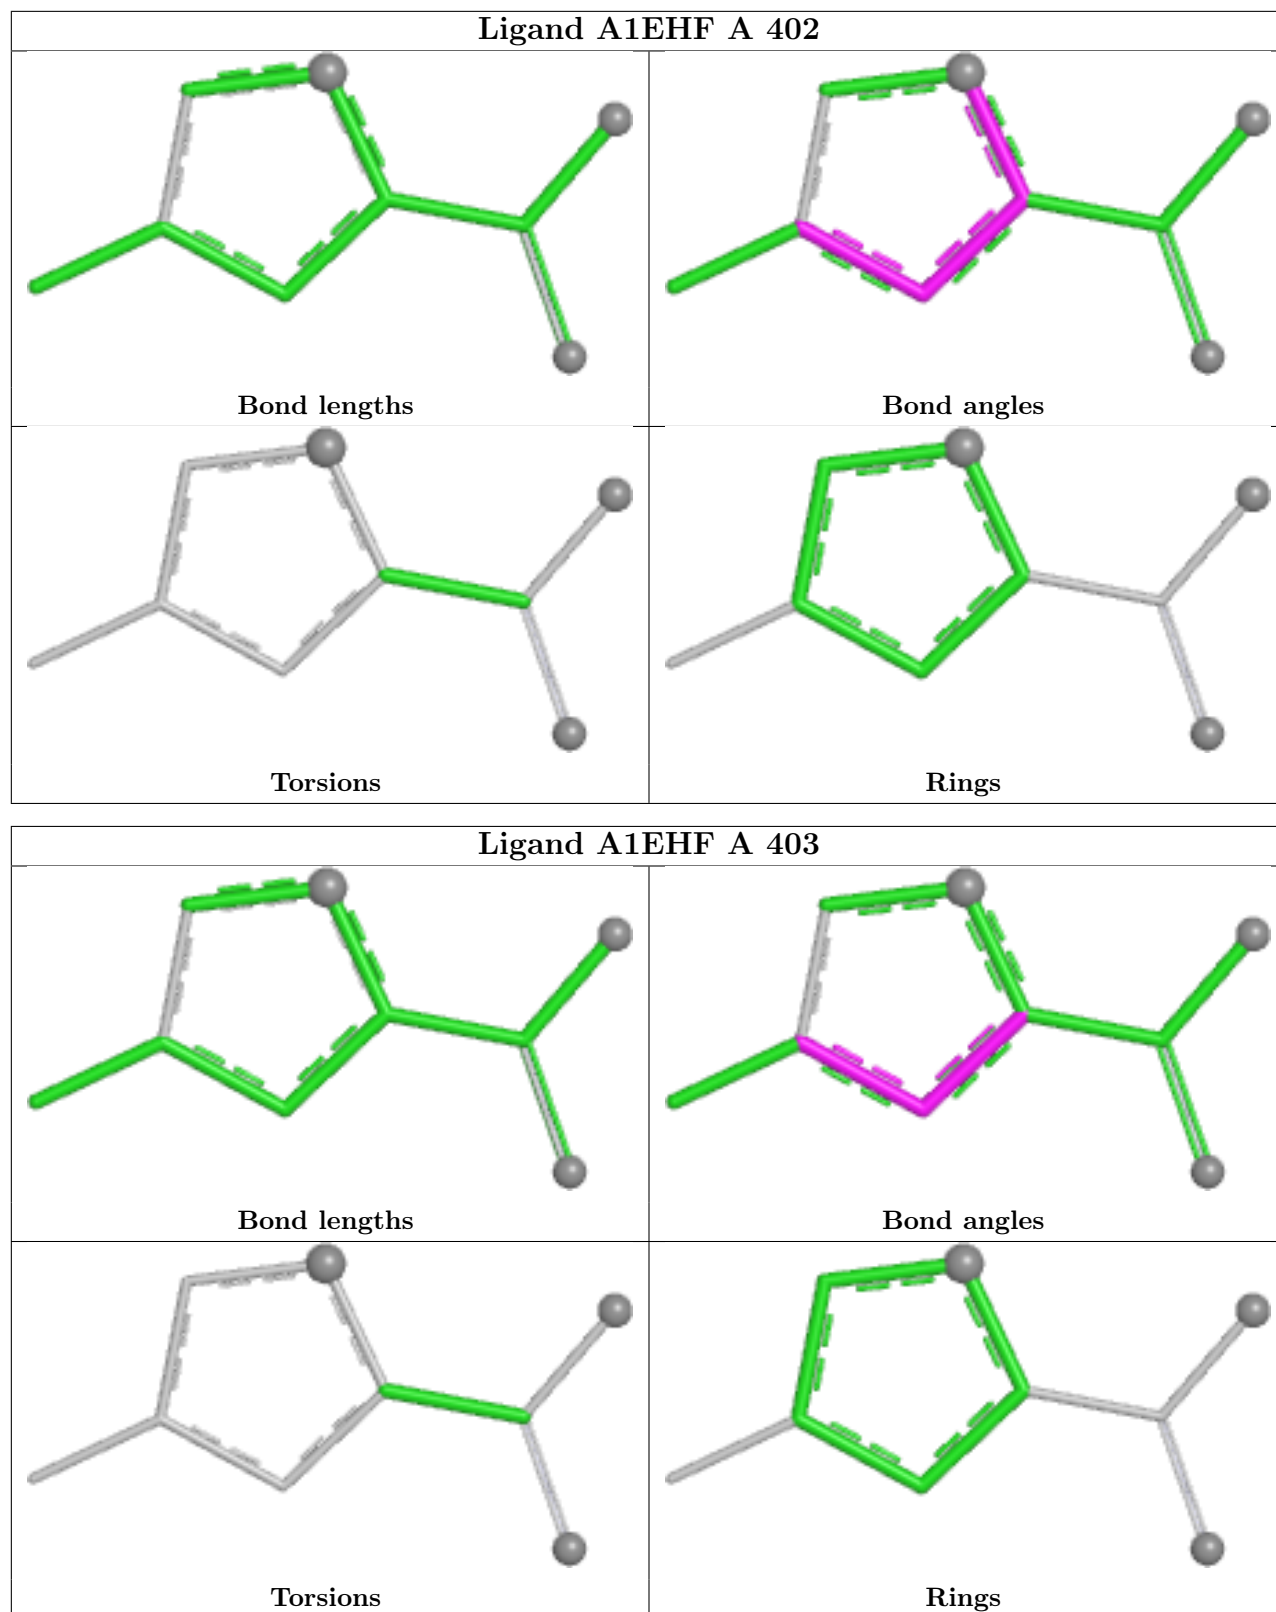 Ligand A1EHF A 402
Bond lengths
Bond angles
Torsions
Rings
Ligand A1EHF A 403
Bond lengths
Bond angles
Torsions
Rings